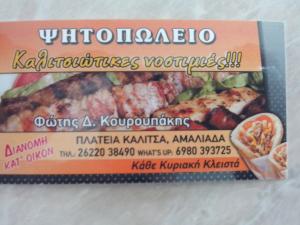 ΨΗΤΟΠΩΛΕΙΟ
Καλιτσιώτικες νοστιμιές!!!
Φώτης Δ. Κουρουπάκης
ΠΛΑΤΕΙΑ ΚΑΛΙΤΣΑ, ΑΜΑΛΙΑΔΑ
ΔΙΑΝΟΜΗ
ΚΑΤ' ΟΙΚΟΝ
ΤΗΛ.: 26220 38490 WHAT'S UP: 6980 393725
Κάθε Κυριακή Κλειστά